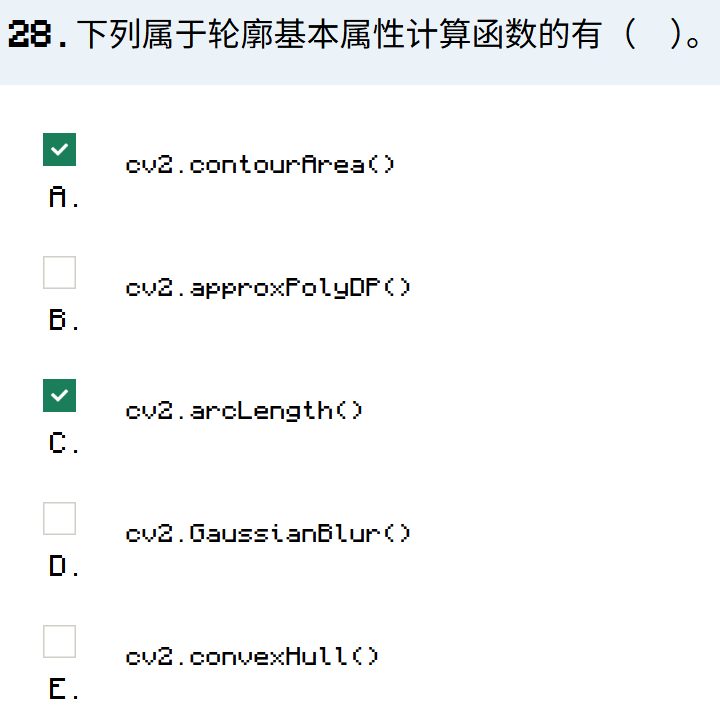 28.下列属于轮廓基本属性计算函数的有（　）。
cv2.contourArea()
A.
cv2.approxPolyDP()
B.
cv2.arcLength()
C.
cv2.GaussianBlur()
D.
cv2.convexHull()
E.